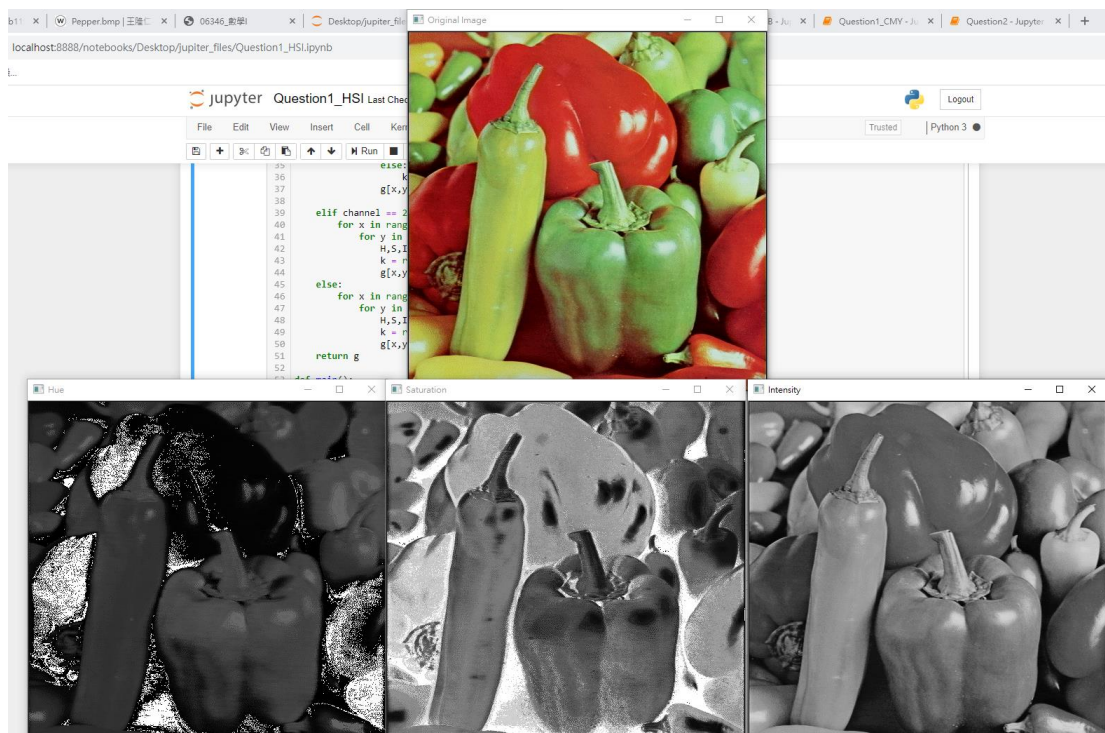 b11
Pepper.bmp | 王隆仁
06346_數學I
Desktop/jupiter_file
Original Image
B - Ju
Question1_CMY - Ju
Question2 - Jupyter
localhost:8888/notebooks/Desktop/jupiter_files/Question1_HSI.ipynb
jupyter Question1_HSI Last Chec
Logout
File Edit View Insert Cell Kern
Trusted
Python 3
Run
35 else:
36 k
37 g[x,y
38
39 elif channel == 2
40 for x in rang
41 for y in
42 H,S,I
43 k = r
44 g[x,y
45 else:
46 for x in rang
47 for y in
48 H,S,I
49 k = r
50 g[x,y
51 return g
52
Hue
Saturation
Intensity